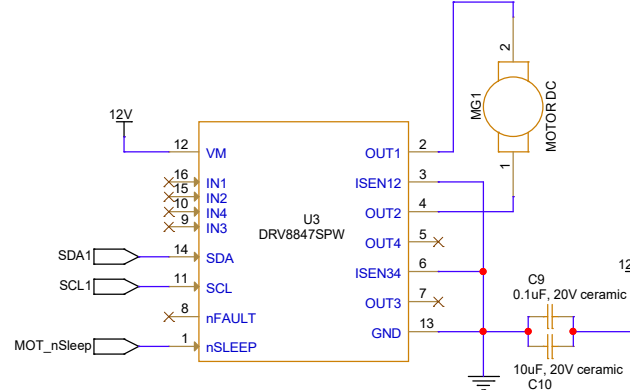 2
MG1
MOTOR DC
1
12V
12
VM
OUT1
2
16
IN1
ISEN12
3
15
IN2
10
IN4
OUT2
4
9
IN3
U3
DRV8847SPW
OUT4
5
SDA1
14
SDA
ISEN34
6
12
SCL1
11
SCL
C9
0.1uF, 20V ceramic
OUT3
7
8
nFAULT
GND
13
MOT_nSleep
1
nSLEEP
10uF, 20V ceramic
C10